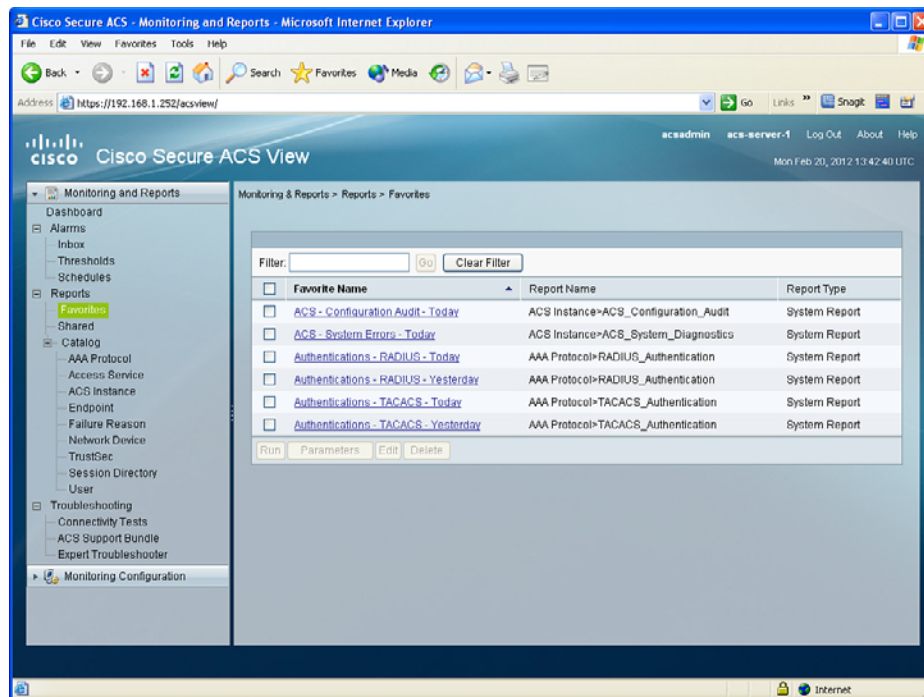 Cisco Secure ACS - Monitoring and Reports - Microsoft Internet Explorer
File Edit View Favorites Tools Help
Back Search Favorites Media
Address https://192.168.1.252/acsview/ Go Links » SnagIt
acsadmin acs-server-1 Log Out About Help
CISCO Cisco Secure ACS View
Mon Feb 20, 2012 13:42:40 UTC
Monitoring and Reports
Dashboard
Alarms
Inbox
Thresholds
Schedules
Reports
Favorites
Shared
Catalog
AAA Protocol
Access Service
ACS Instance
Endpoint
Failure Reason
Network Device
TrustSec
Session Directory
User
Troubleshooting
Connectivity Tests
ACS Support Bundle
Expert Troubleshooter
Monitoring Configuration
Monitoring & Reports > Reports > Favorites
Filter: Go Clear Filter
Favorite Name Report Name Report Type
ACS - Configuration Audit - Today ACS Instance>ACS_Configuration_Audit System Report
ACS - System Errors - Today ACS Instance>ACS_System_Diagnostics System Report
Authentications - RADIUS - Today AAA Protocol>RADIUS_Authentication System Report
Authentications - RADIUS - Yesterday AAA Protocol>RADIUS_Authentication System Report
Authentications - TACACS - Today AAA Protocol>TACACS_Authentication System Report
Authentications - TACACS - Yesterday AAA Protocol>TACACS_Authentication System Report
Run Parameters Edit Delete
Internet